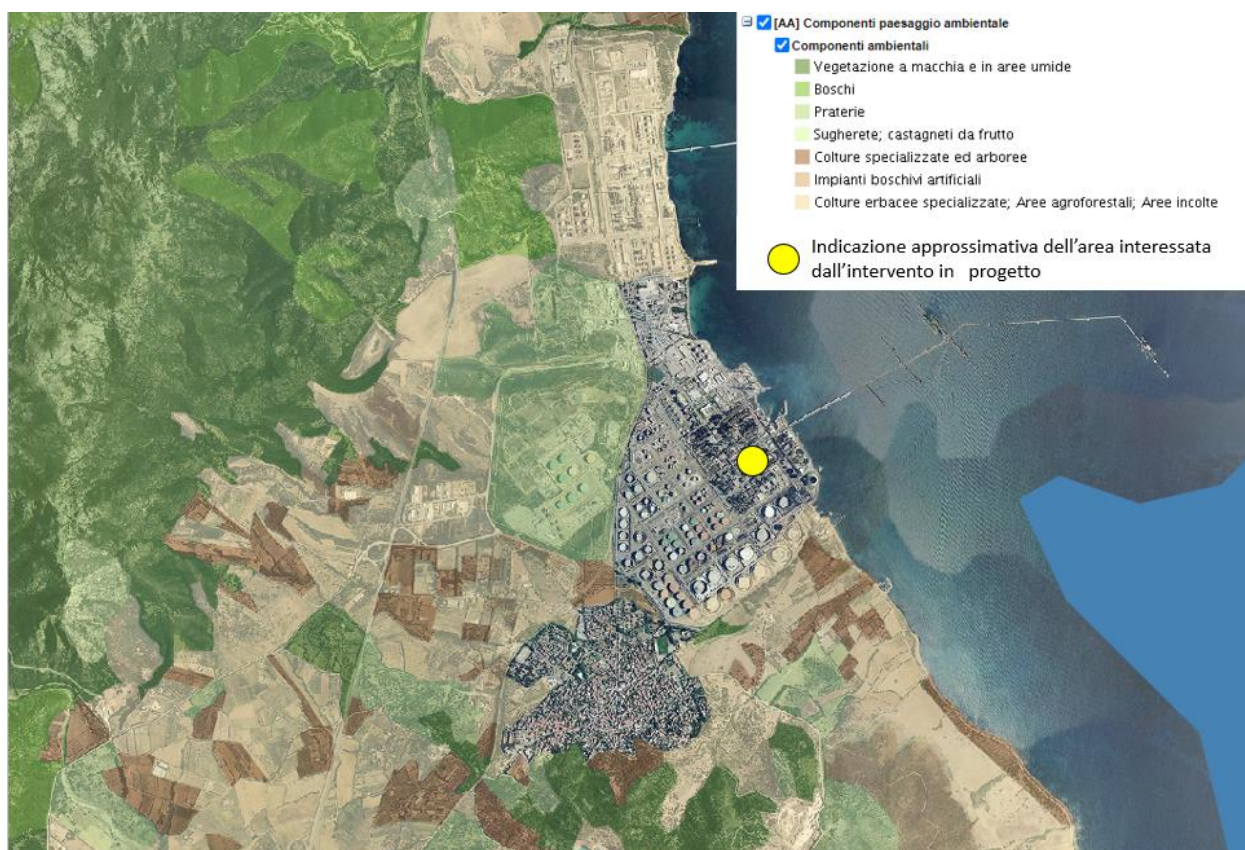 [AA] Componenti paesaggio ambientale
Componenti ambientali
Vegetazione a macchia e in aree umide
Boschi
Praterie
Sugherete; castagneti da frutto
Colture specializzate ed arboree
Impianti boschivi artificiali
Colture erbacee specializzate; Aree agroforestali; Aree incolte
Indicazione approssimativa dell'area interessata
dall'intervento in progetto